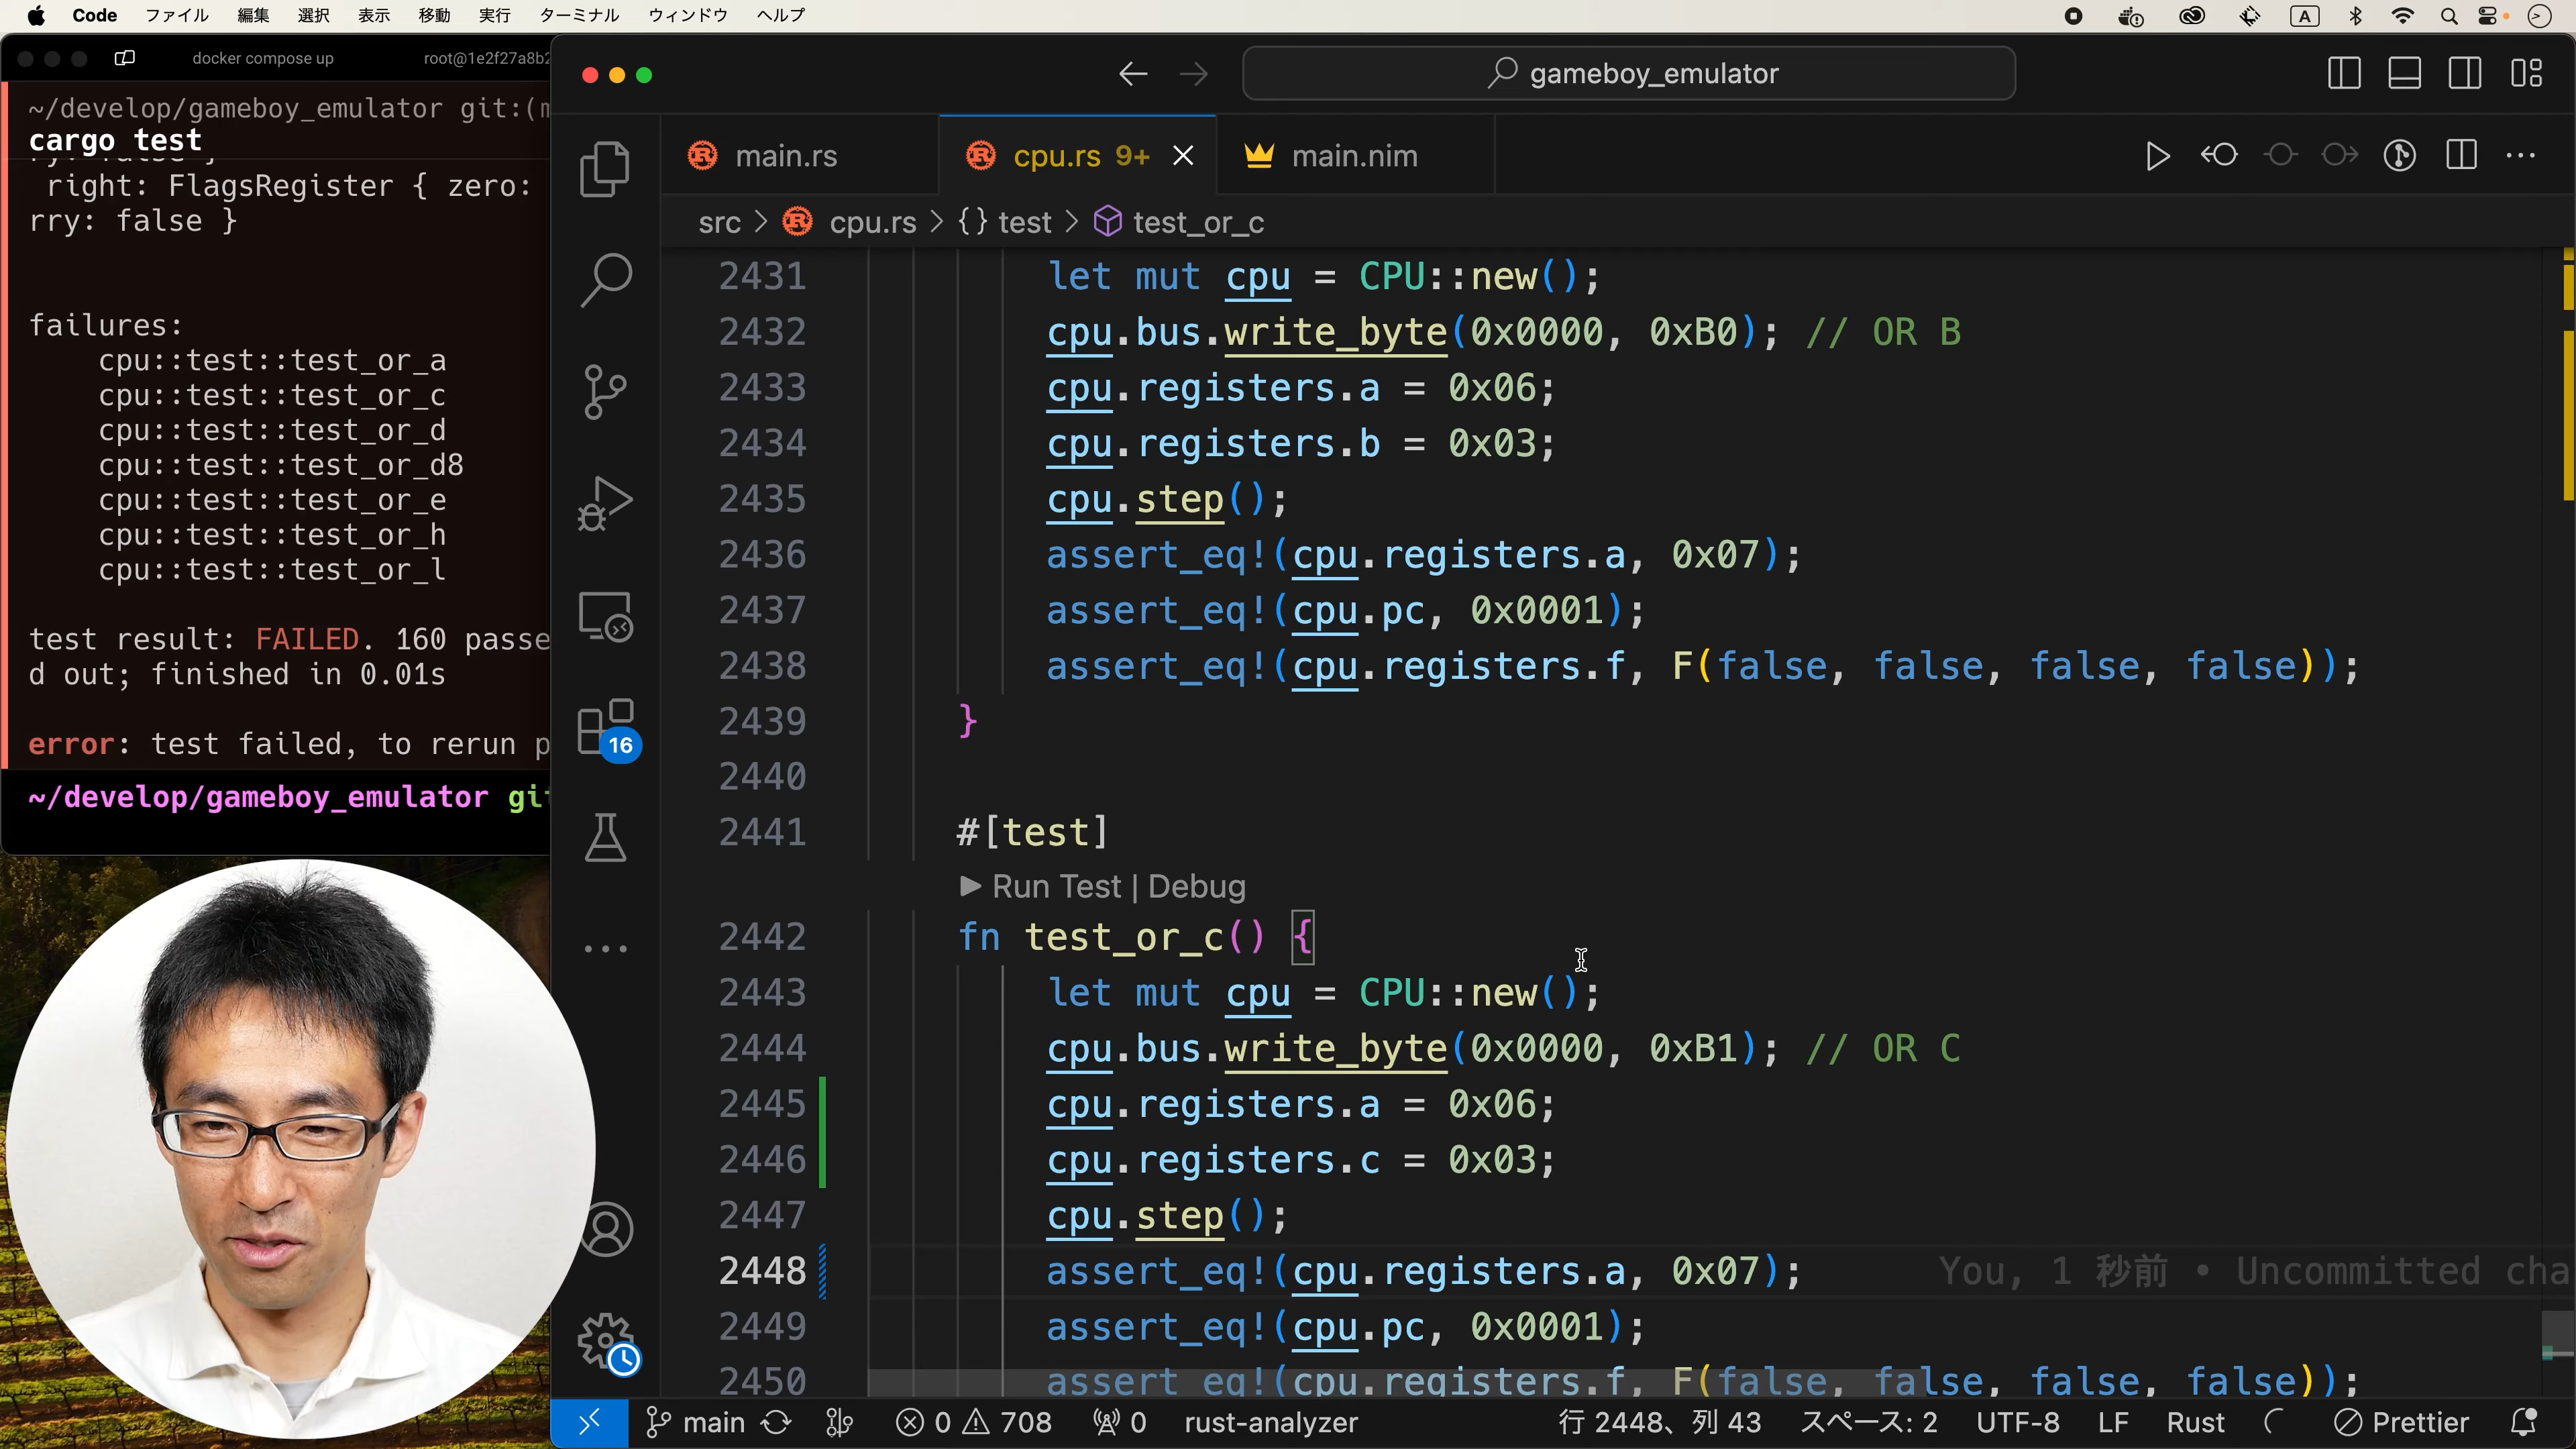 Code ファイル 編集 選択 表示 移動 実行 ターミナル ウィンドウ ヘルプ A
docker compose up root@1e2f27a8b2
~/develop/gameboy_emulator git:(m
cargo test
right: FlagsRegister { zero:
rry: false }
failures:
cpu::test::test_or_a
cpu::test::test_or_c
cpu::test::test_or_d
cpu::test::test_or_d8
cpu::test::test_or_e
cpu::test::test_or_h
cpu::test::test_or_l
test result: FAILED. 160 passe
d out; finished in 0.01s
error: test failed, to rerun p
~/develop/gameboy_emulator git
gameboy_emulator
main.rs cpu.rs 9+ main.nim
src > cpu.rs > {} test > test_or_c
2431 let mut cpu = CPU::new();
2432 cpu.bus.write_byte(0x0000, 0xB0); // OR B
2433 cpu.registers.a = 0x06;
2434 cpu.registers.b = 0x03;
2435 cpu.step();
2436 assert_eq!(cpu.registers.a, 0x07);
2437 assert_eq!(cpu.pc, 0x0001);
2438 assert_eq!(cpu.registers.f, F(false, false, false, false));
2439 }
2440
2441 #[test]
▶ Run Test | Debug
2442 fn test_or_c() {
2443 let mut cpu = CPU::new();
2444 cpu.bus.write_byte(0x0000, 0xB1); // OR C
2445 cpu.registers.a = 0x06;
2446 cpu.registers.c = 0x03;
2447 cpu.step();
2448 assert_eq!(cpu.registers.a, 0x07); You, 1 秒前 • Uncommitted cha
2449 assert_eq!(cpu.pc, 0x0001);
2450 assert_eq!(cpu.registers.f, F(false, false, false, false));
16
main 0 708 0 rust-analyzer 行 2448、列 43 スペース: 2 UTF-8 LF Rust Prettier